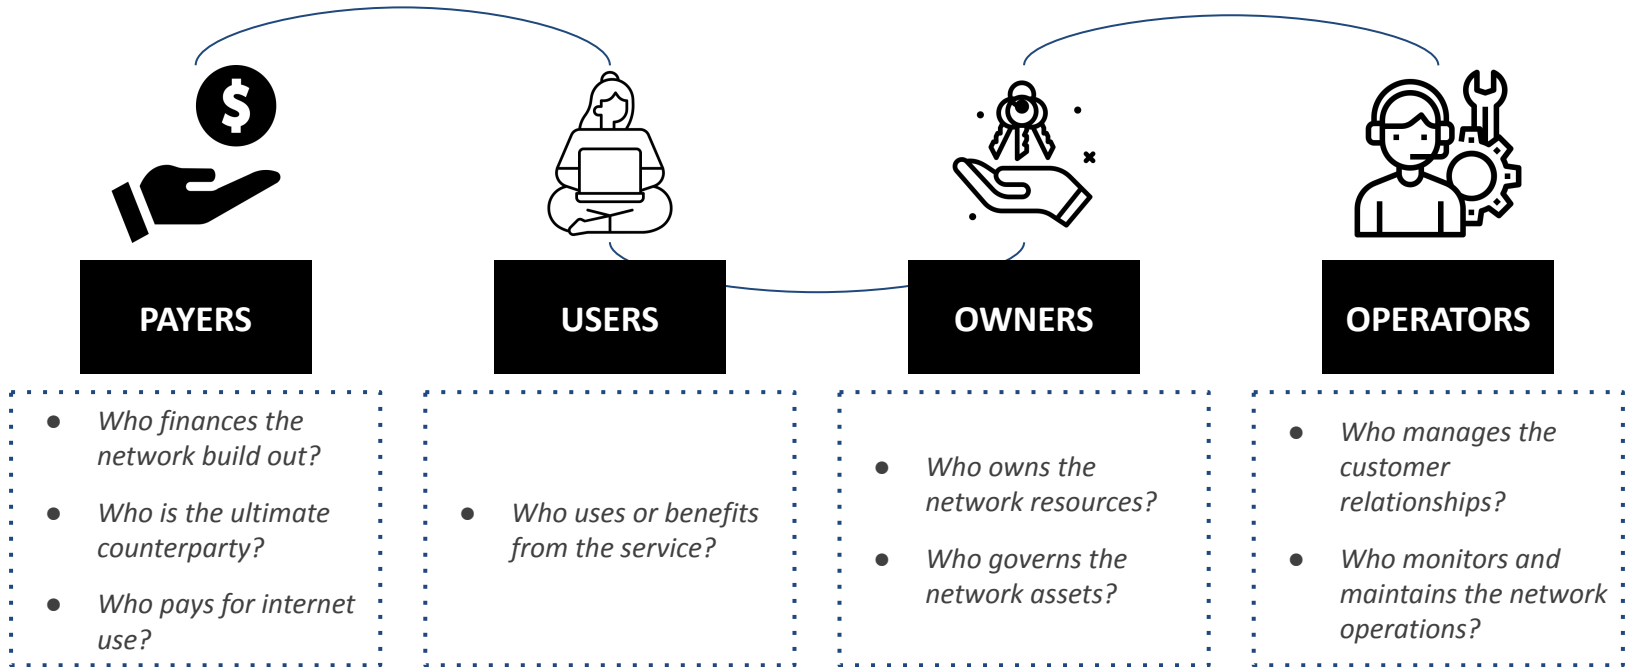 $
PAYERS
USERS
OWNERS
OPERATORS
● Who finances the
network build out?
● Who is the ultimate
counterparty?
● Who pays for internet
use?
● Who uses or benefits
from the service?
● Who owns the
network resources?
● Who governs the
network assets?
● Who manages the
customer
relationships?
● Who monitors and
maintains the network
operations?